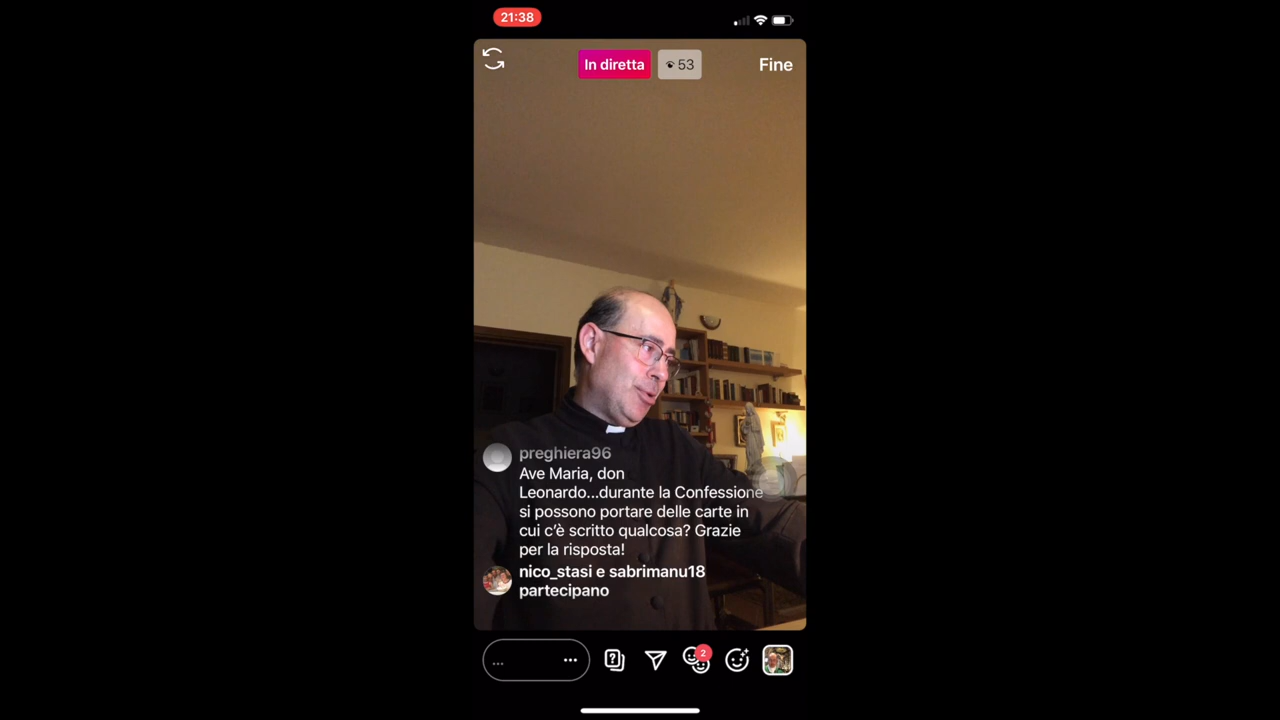 21:38
In diretta
53
Fine
preghiera96
Ave Maria, don
Leonardo...durante la Confessione
si possono portare delle carte in
cui c'è scritto qualcosa? Grazie
per la risposta!
nico_stasi e sabrimanu18
partecipano
...
2